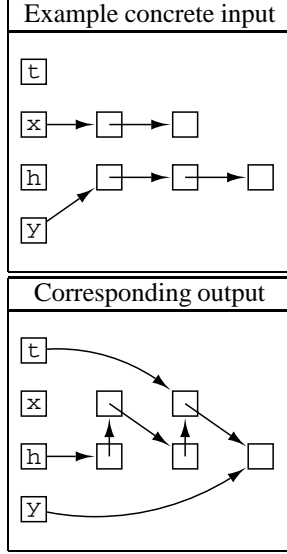 Example concrete input
t
x
h
y
Corresponding output
t
x
h
y